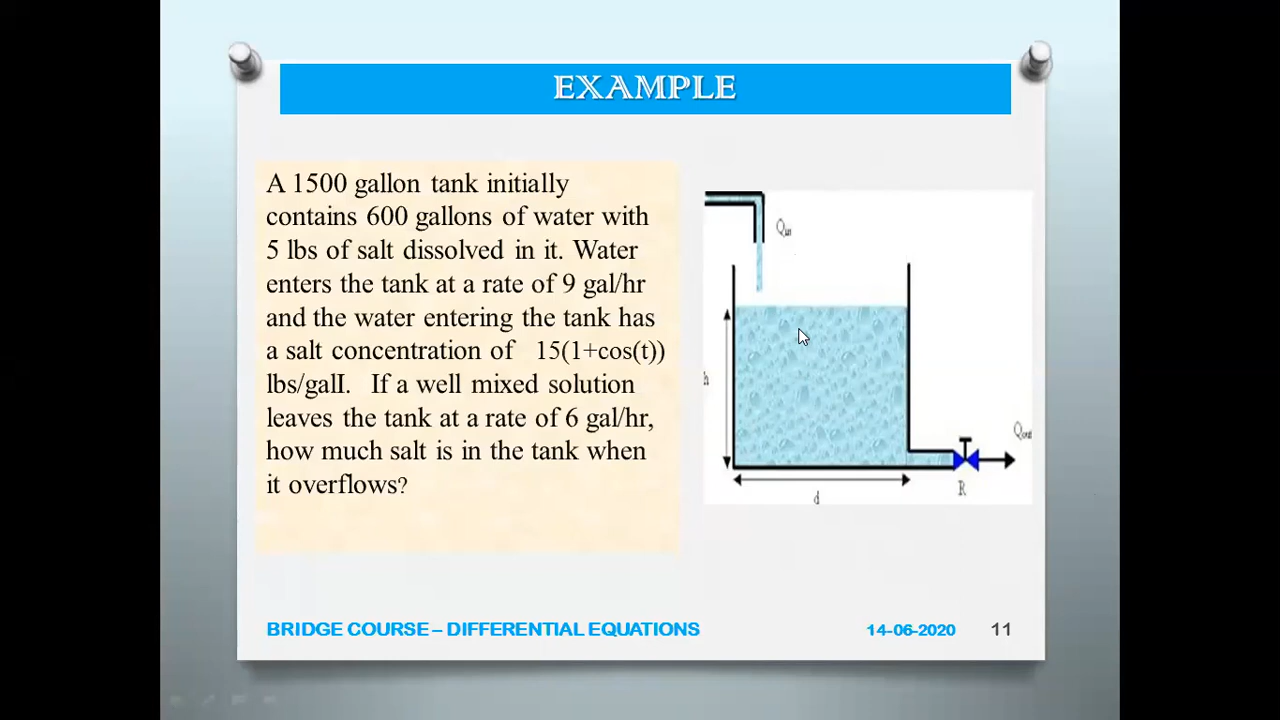 EXAMPLE
A 1500 gallon tank initially
contains 600 gallons of water with
5 lbs of salt dissolved in it. Water
enters the tank at a rate of 9 gal/hr
and the water entering the tank has
a salt concentration of 15(1+cos(t))
lbs/galI. If a well mixed solution
leaves the tank at a rate of 6 gal/hr,
how much salt is in the tank when
it overflows?
Qin
h
Qout
R
d
BRIDGE COURSE – DIFFERENTIAL EQUATIONS
14-06-2020
11